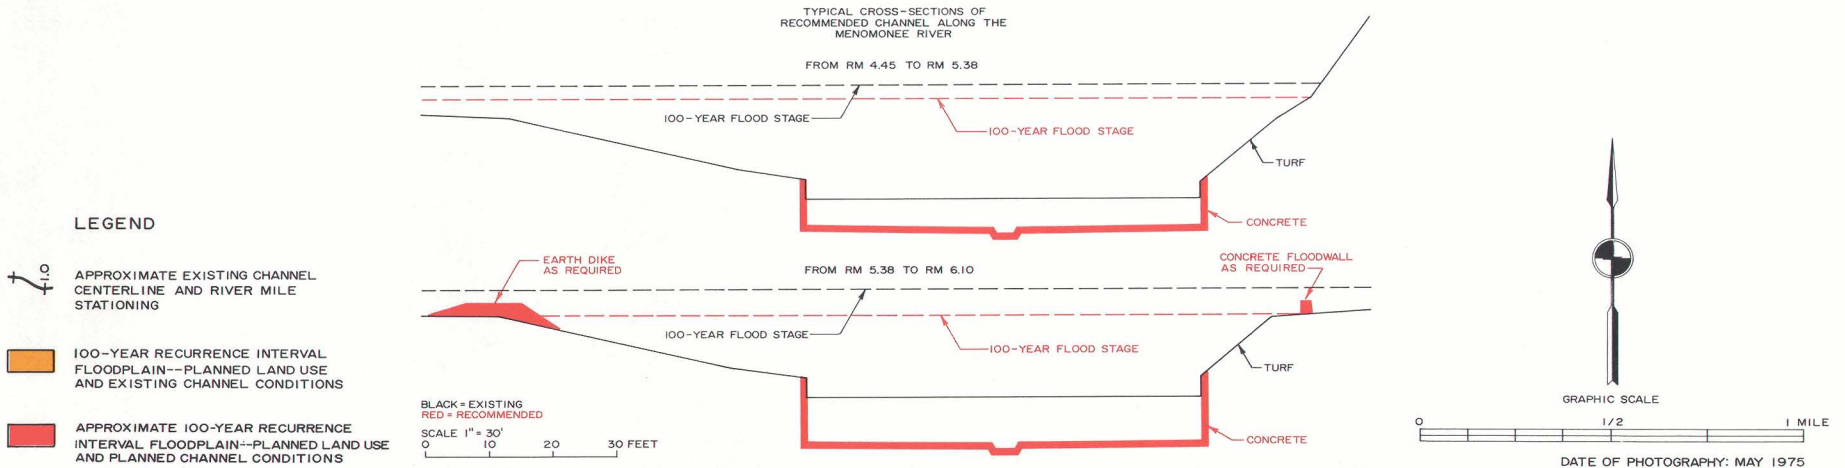 TYPICAL CROSS-SECTIONS OF
RECOMMENDED CHANNEL ALONG THE
MENOMONEE RIVER
FROM RM 4.45 TO RM 5.38
100-YEAR FLOOD STAGE
100-YEAR FLOOD STAGE
TURF
CONCRETE
EARTH DIKE
AS REQUIRED
FROM RM 5.38 TO RM 6.10
CONCRETE FLOODWALL
AS REQUIRED
100-YEAR FLOOD STAGE
100-YEAR FLOOD STAGE
TURF
CONCRETE
BLACK = EXISTING
RED = RECOMMENDED
SCALE 1" = 30'
0 10 20 30 FEET
LEGEND
1.0
APPROXIMATE EXISTING CHANNEL
CENTERLINE AND RIVER MILE
STATIONING
100-YEAR RECURRENCE INTERVAL
FLOODPLAIN--PLANNED LAND USE
AND EXISTING CHANNEL CONDITIONS
APPROXIMATE 100-YEAR RECURRENCE
INTERVAL FLOODPLAIN--PLANNED LAND USE
AND PLANNED CHANNEL CONDITIONS
GRAPHIC SCALE
0 1/2 1 MILE
DATE OF PHOTOGRAPHY: MAY 1975